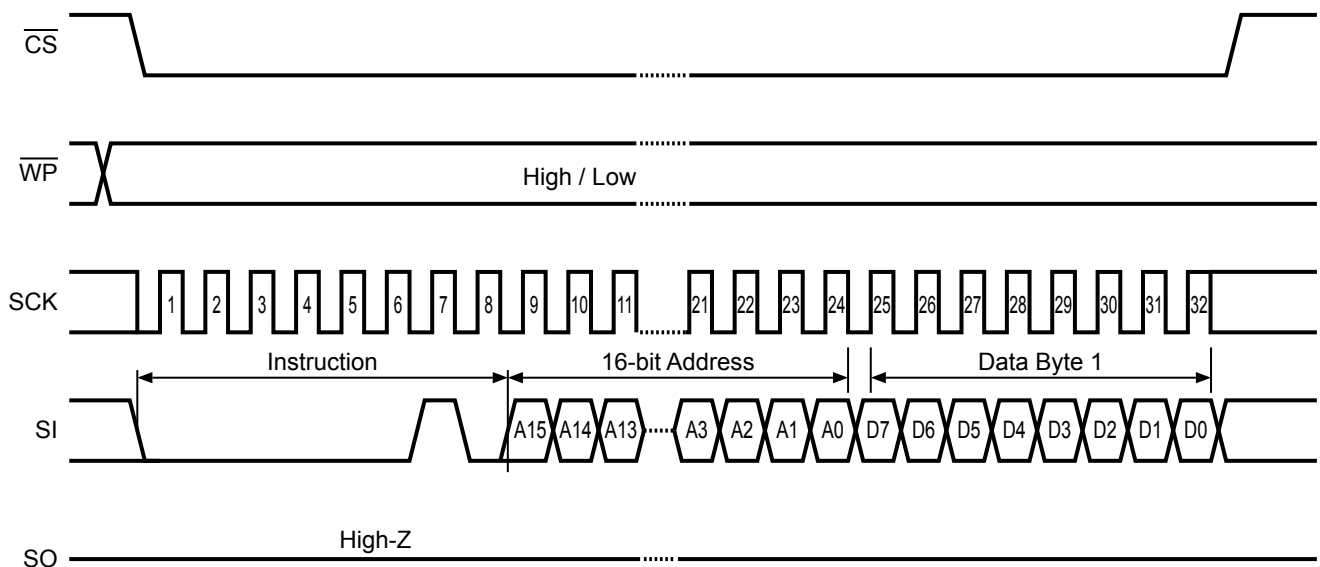 CS
WP
High / Low
SCK
1 2 3 4 5 6 7 8 9 10 11 21 22 23 24 25 26 27 28 29 30 31 32
Instruction 16-bit Address Data Byte 1
SI
A15 A14 A13 A3 A2 A1 A0 D7 D6 D5 D4 D3 D2 D1 D0
High-Z
SO